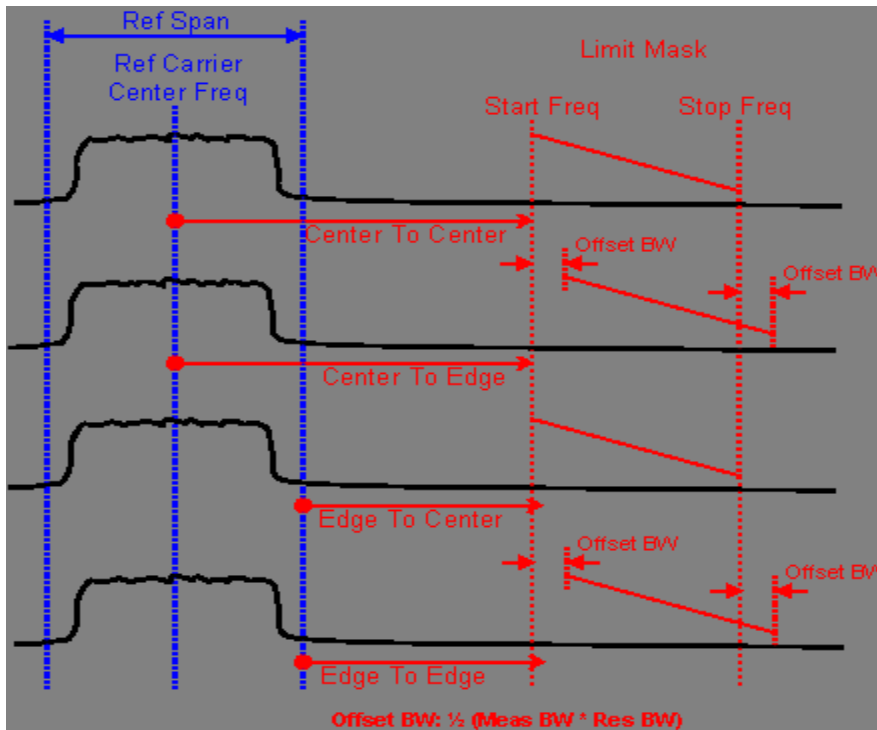 Ref Span
Ref Carrier
Center Freq
Limit Mask
Start Freq
Stop Freq
Center To Center
Offset BW
Offset BW
Center To Edge
Edge To Center
Offset BW
Offset BW
Edge To Edge
Offset BW: ½ (Meas BW * Res BW)